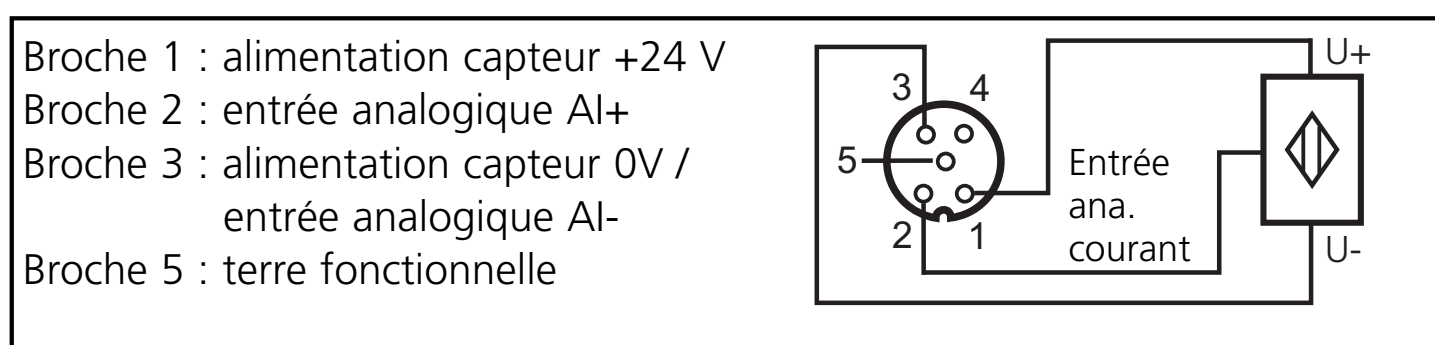 Broche 1 : alimentation capteur +24 V
Broche 2 : entrée analogique AI+
Broche 3 : alimentation capteur 0V /
entrée analogique AI-
Broche 5 : terre fonctionnelle
U+
3 4
5
Entrée
ana.
courant
2 1
U-